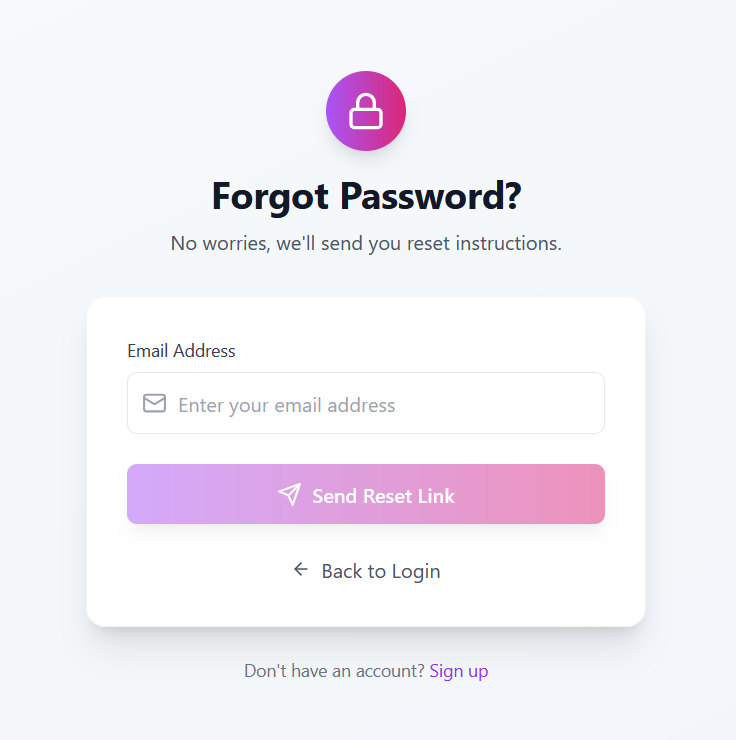 Forgot Password?
No worries, we'll send you reset instructions.
Email Address
Enter your email address
Send Reset Link
Back to Login
Don't have an account? Sign up